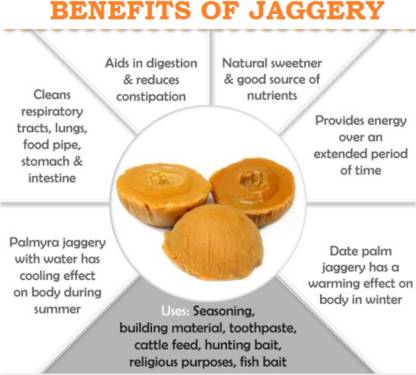 BENEFITS OF JAGGERY
Aids in digestion
& reduces
constipation
Natural sweetner
& good source of
nutrients
Cleans
respiratory
tracts, lungs,
food pipe,
stomach &
intestine
Provides energy
over an
extended period
of time
Palmyra jaggery
with water has
cooling effect
on body during
summer
Date palm
jaggery has a
warming effect on
body in winter
Uses: Seasoning,
building material, toothpaste,
cattle feed, hunting bait,
religious purposes, fish bait